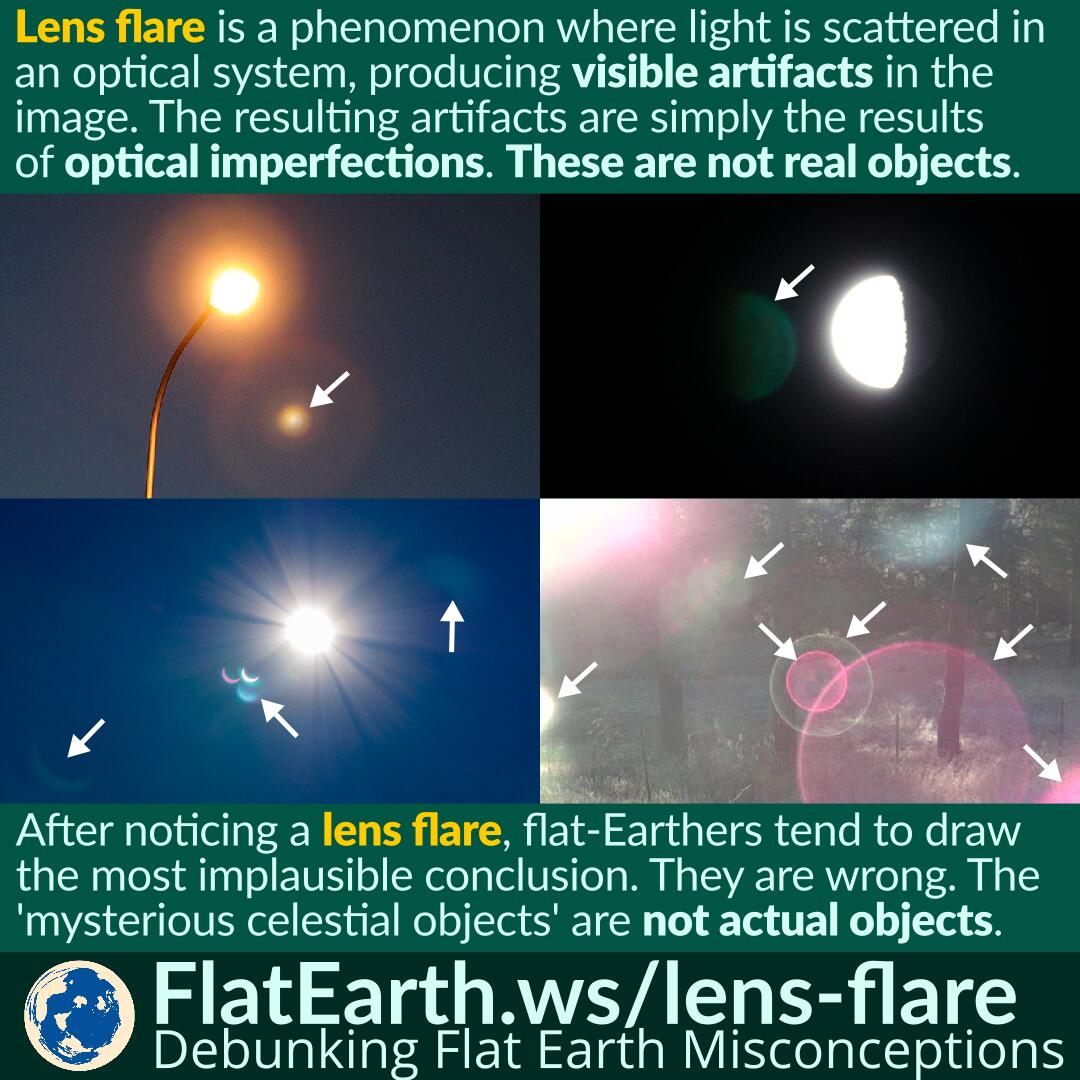 Lens flare is a phenomenon where light is scattered in
an optical system, producing visible artifacts in the
image. The resulting artifacts are simply the results
of optical imperfections. These are not real objects.
After noticing a lens flare, flat-Earthers tend to draw
the most implausible conclusion. They are wrong. The
'mysterious celestial objects' are not actual objects.
FlatEarth.ws/lens-flare
Debunking Flat Earth Misconceptions